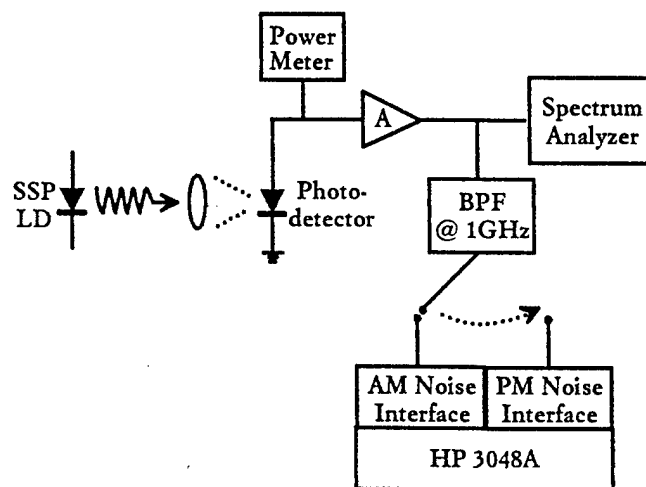 Power
Meter
A
Spectrum
Analyzer
SSP
LD
Photo-
detector
BPF
@ 1GHz
AM Noise
Interface
PM Noise
Interface
HP 3048A